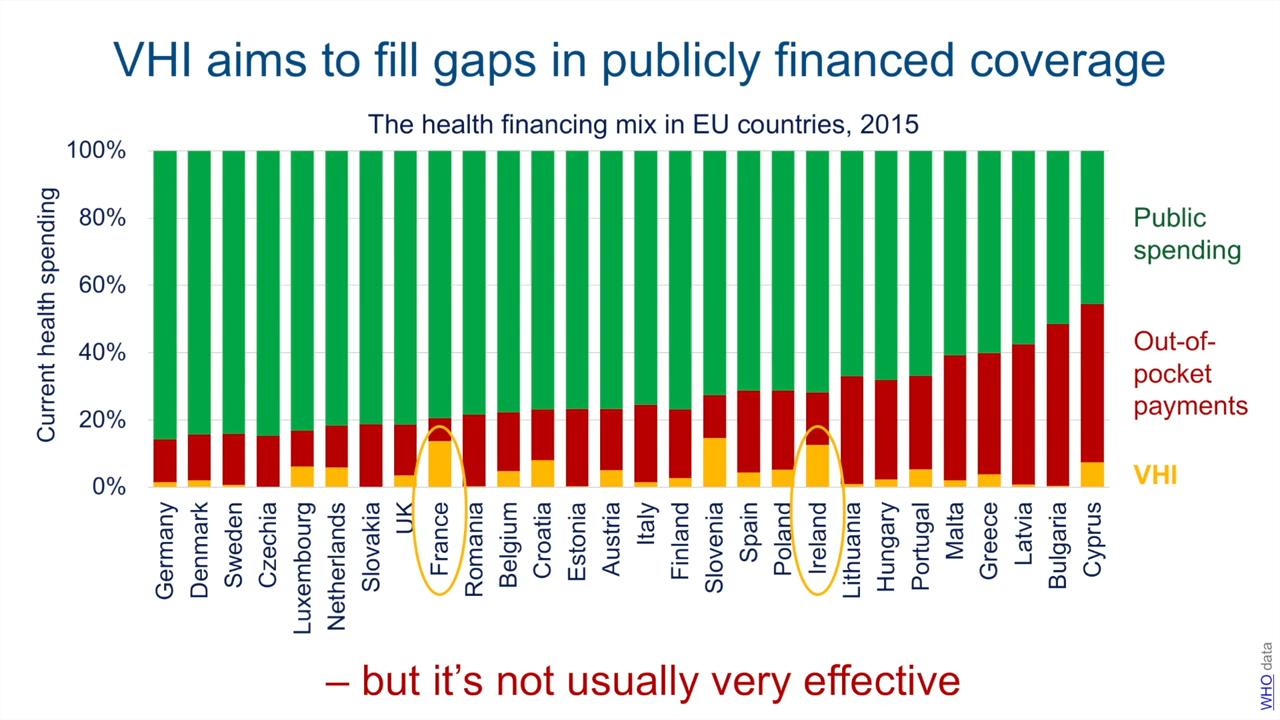 VHI aims to fill gaps in publicly financed coverage
The health financing mix in EU countries, 2015
Current health spending
100%
80%
60%
40%
20%
0%
Public
spending
Out-of-
pocket
payments
VHI
Germany
Denmark
Sweden
Czechia
Luxembourg
Netherlands
Slovakia
UK
France
Romania
Belgium
Croatia
Estonia
Austria
Italy
Finland
Slovenia
Spain
Poland
Ireland
Lithuania
Hungary
Portugal
Malta
Greece
Latvia
Bulgaria
Cyprus
– but it’s not usually very effective
WHO data